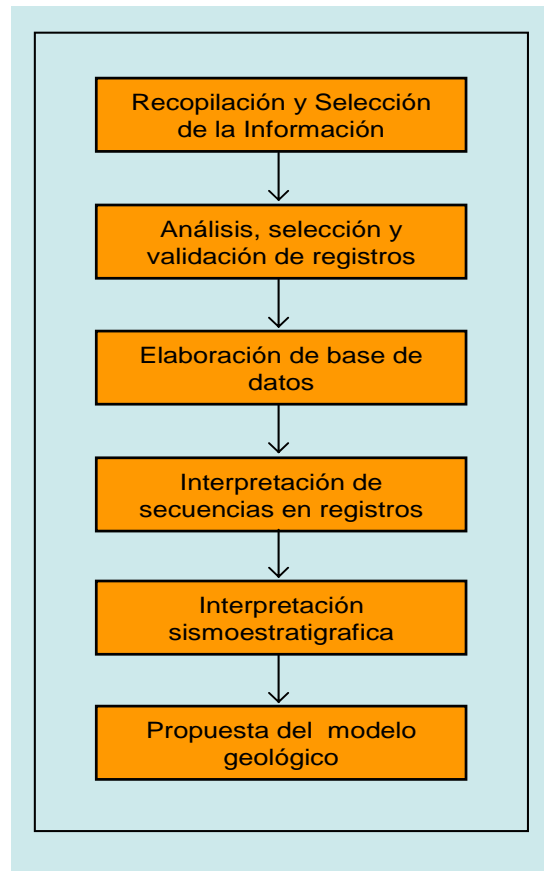 Recopilación y Selección
de la Información
Análisis, selección y
validación de registros
Elaboración de base de
datos
Interpretación de
secuencias en registros
Interpretación
sismoestratigrafica
Propuesta del  modelo
geológico